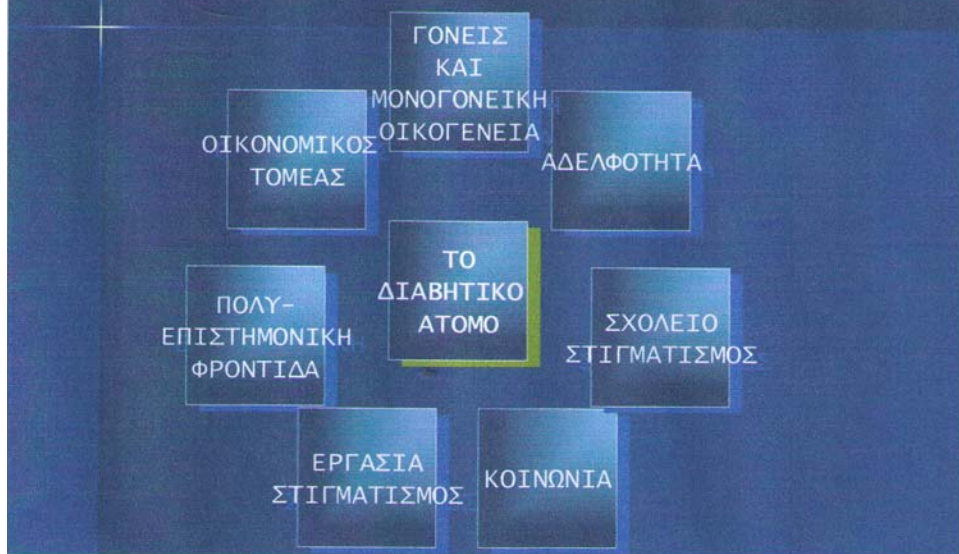 ΓΟΝΕΙΣ
ΚΑΙ
ΜΟΝΟΓΟΝΕΙΚΗ
ΟΙΚΟΓΕΝΕΙΑ
ΟΙΚΟΝΟΜΙΚΟΣ
ΤΟΜΕΑΣ
ΑΔΕΛΦΟΤΗΤΑ
ΤΟ
ΔΙΑΒΗΤΙΚΟ
ΑΤΟΜΟ
ΠΟΛΥ-
ΕΠΙΣΤΗΜΟΝΙΚΗ
ΦΡΟΝΤΙΔΑ
ΣΧΟΛΕΙΟ
ΣΤΙΓΜΑΤΙΣΜΟΣ
ΕΡΓΑΣΙΑ
ΣΤΙΓΜΑΤΙΣΜΟΣ
ΚΟΙΝΩΝΙΑ